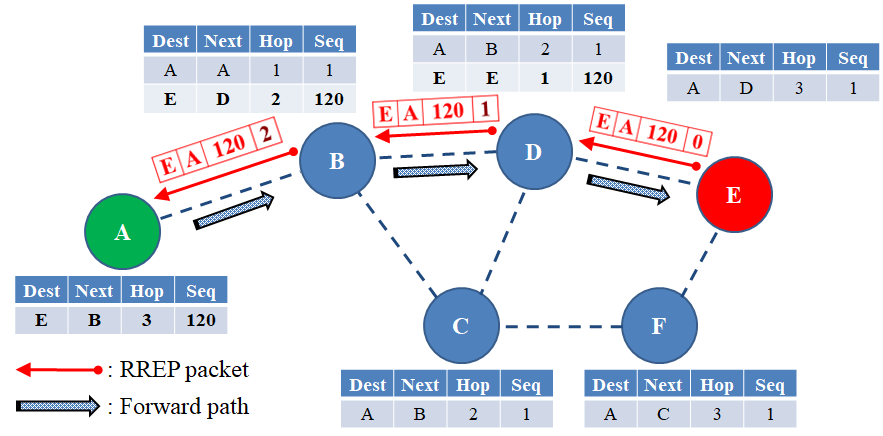 Dest Next Hop Seq
A A 1 1
E D 2 120
Dest Next Hop Seq
A B 2 1
E E 1 120
Dest Next Hop Seq
A D 3 1
E A 120 2
E A 120 1
E A 120 0
A
B
D
E
C
F
Dest Next Hop Seq
E B 3 120
: RREP packet
: Forward path
Dest Next Hop Seq
A B 2 1
Dest Next Hop Seq
A C 3 1